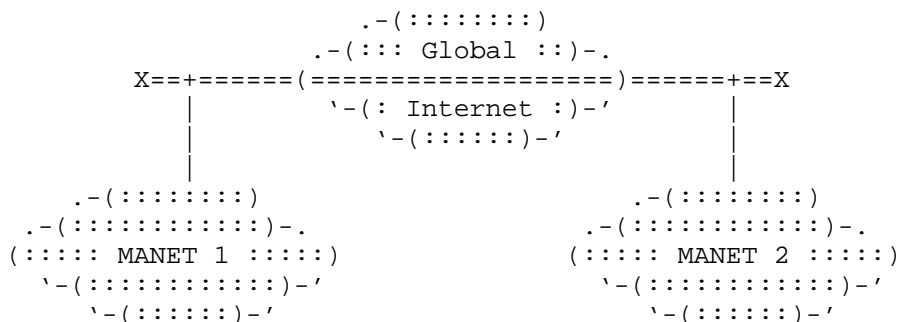 .-(::::::::)
.-(::: Global ::)-.
X==+======(===================)======+==X
| `-(: Internet :)-' |
| `-(::::::)-' |
| |
.-(::::::::) .-(::::::::)
.-(::::::::::::)-. .-(::::::::::::)-.
(::::: MANET 1 :::::) (::::: MANET 2 :::::)
`-(::::::::::::)-' `-(::::::::::::)-'
`-(::::::)-' `-(::::::)-'